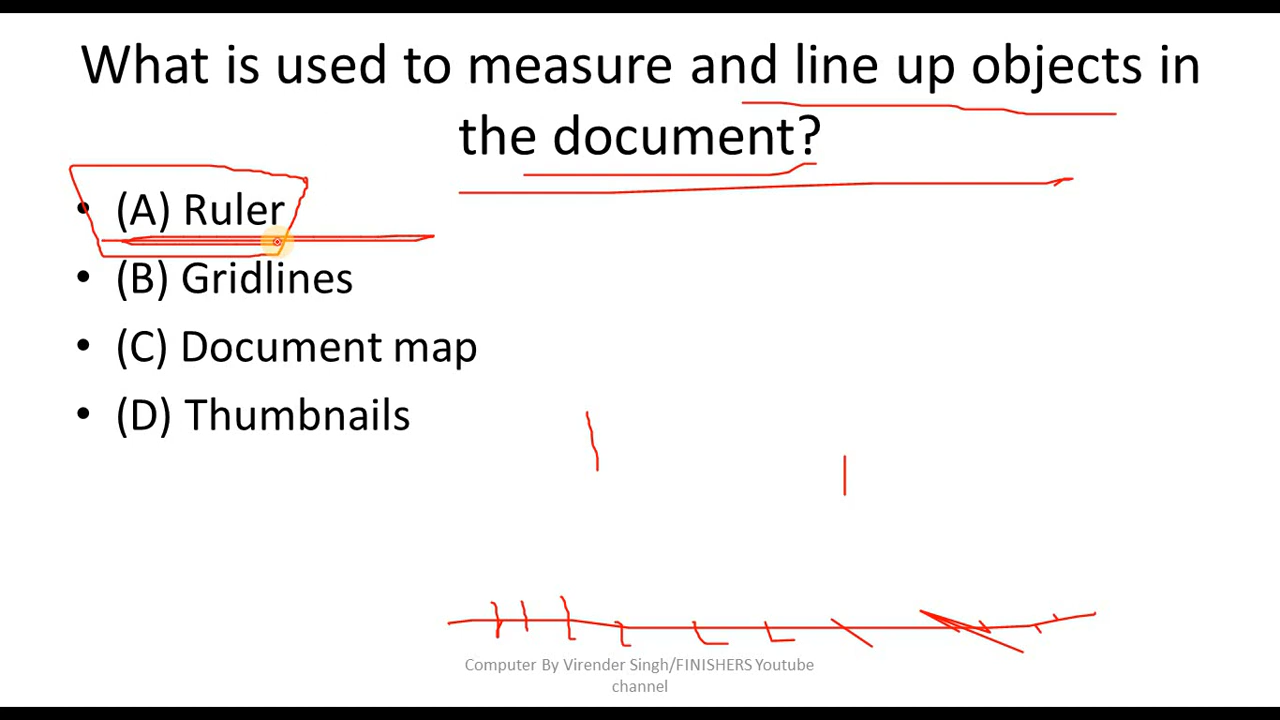 What is used to measure and line up objects in
the document?
• (A) Ruler
• (B) Gridlines
• (C) Document map
• (D) Thumbnails
Computer By Virender Singh/FINISHERS Youtube
channel